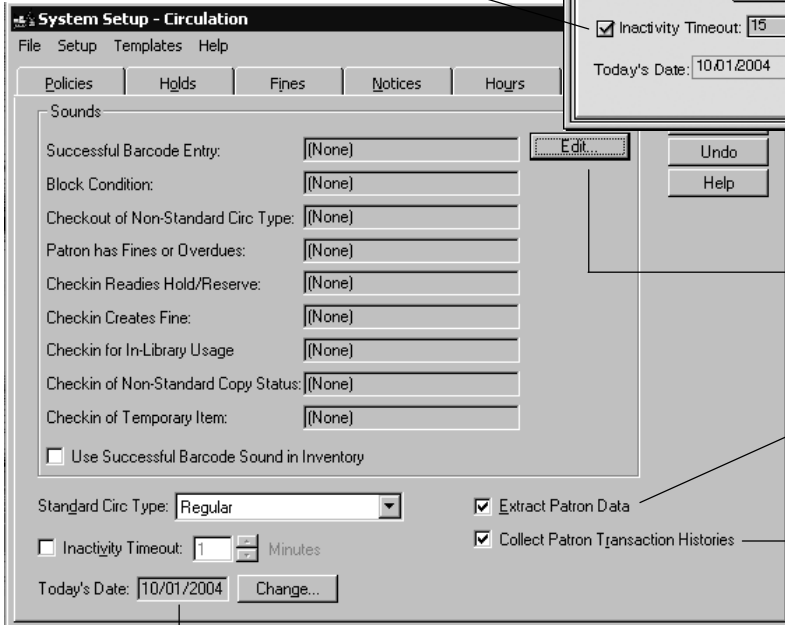 System Setup - Circulation
File Setup Templates Help
Policies Holds Fines Notices Hours
Inactivity Timeout: 15
Today's Date: 10/01/2004
Sounds
Successful Barcode Entry: (None) Edit...
Undo
Block Condition: (None)
Help
Checkout of Non-Standard Circ Type: (None)
Patron has Fines or Overdues: (None)
Checkin Readies Hold/Reserve: (None)
Checkin Creates Fine: (None)
Checkin for In-Library Usage (None)
Checkin of Non-Standard Copy Status: (None)
Checkin of Temporary Item: (None)
Use Successful Barcode Sound in Inventory
Standard Circ Type: Regular
Extract Patron Data
Inactivity Timeout: 1 Minutes
Collect Patron Transaction Histories
Today's Date: 10/01/2004 Change...